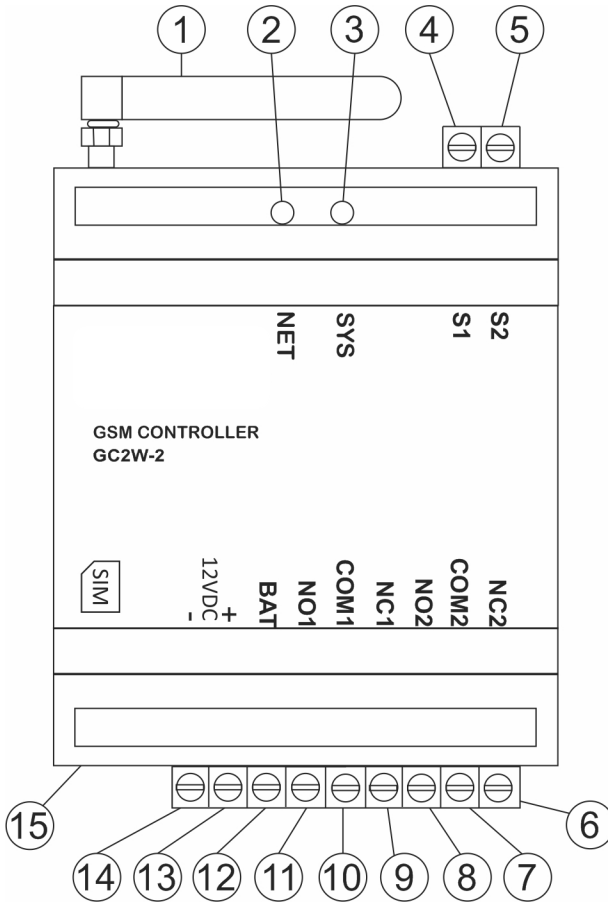 1 2 3 4 5
NET SYS S1 S2
GSM CONTROLLER
GC2W-2
SIM - 12VDC + BAT NO1 COM1 NC1 NO2 COM2 NC2
15 6
14 13 12 11 10 9 8 7